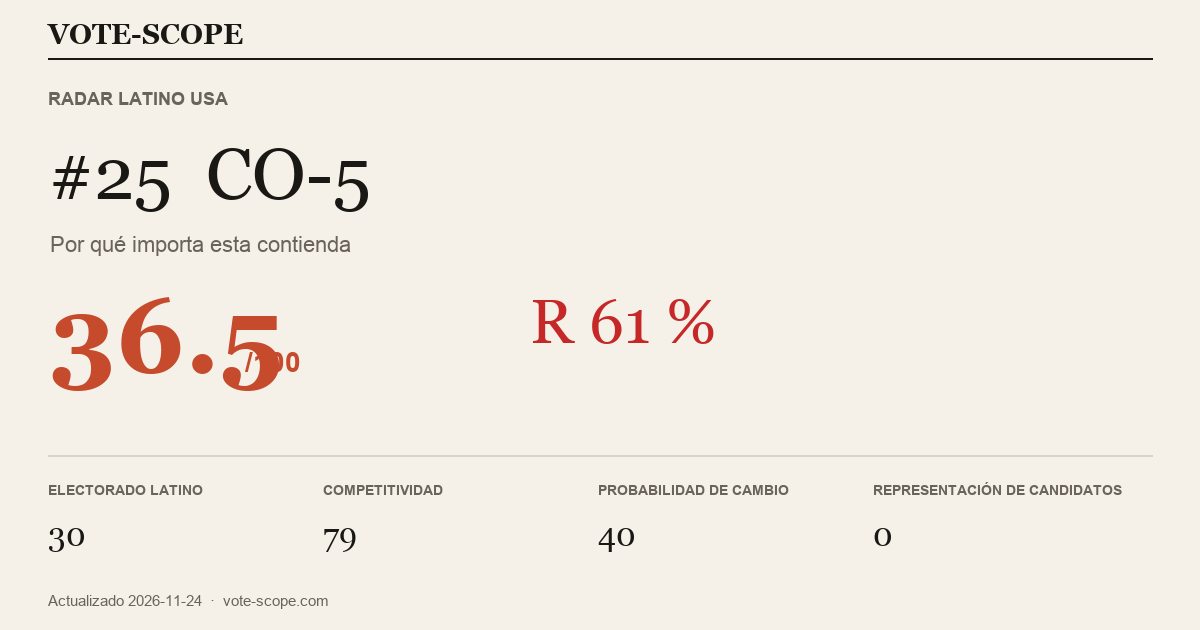 VOTE-SCOPE
RADAR LATINO USA
#25 CO-5
Por qué importa esta contienda
36.5 /100
R 61 %
ELECTORADO LATINO
COMPETITIVIDAD
PROBABILIDAD DE CAMBIO
REPRESENTACIÓN DE CANDIDATOS
30
79
40
0
Actualizado 2026-11-24 · vote-scope.com